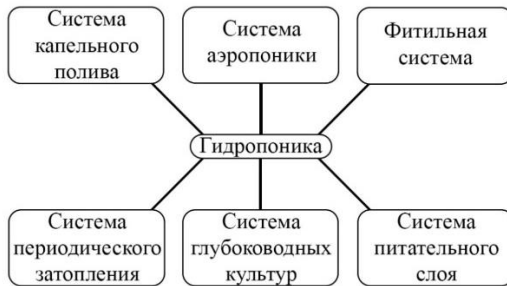 Система
капельного
полива
Система
аэропоники
Фитильная
система
Гидропоника
Система
периодического
затопления
Система
глубоководных
культур
Система
питательного
слоя